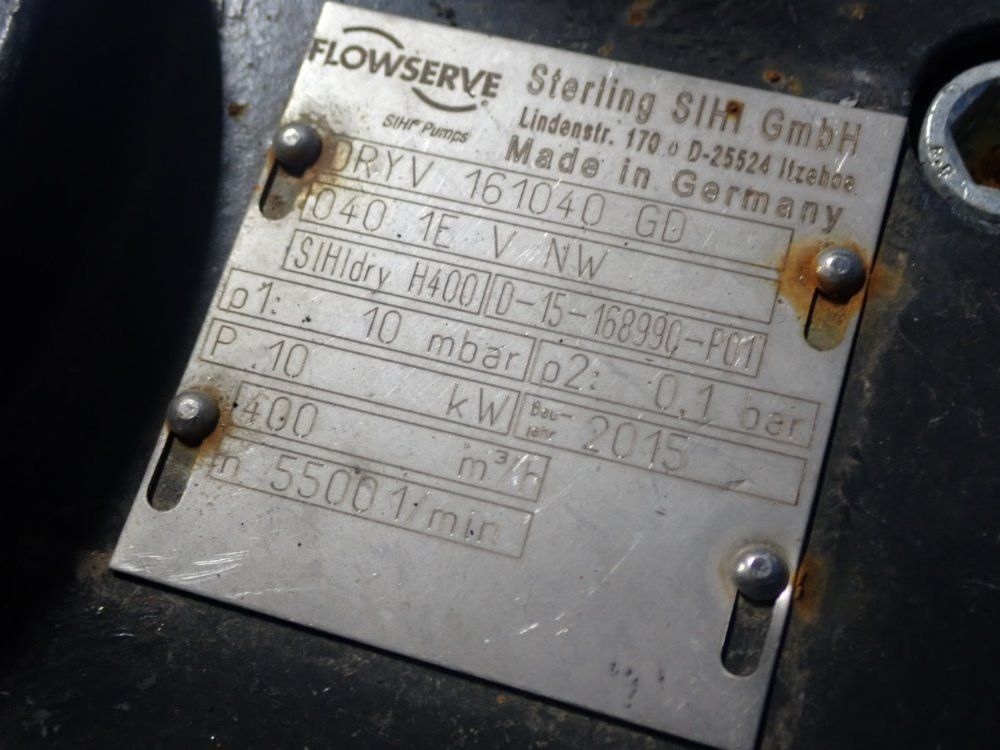 FLOWSERVE
SIHI® Pumps
Sterling SIHI GmbH
Lindenstr. 170 o D-25524 Itzehoe
Made in Germany
DRYV 161040 GD
040 1E V NW
SIHIdry H400 D-15-168990-P01
p1: 10 mbar p2: 0,1 bar
P 10 kW Bau-jahr 2015
400 m³/h
n 5500 1/min